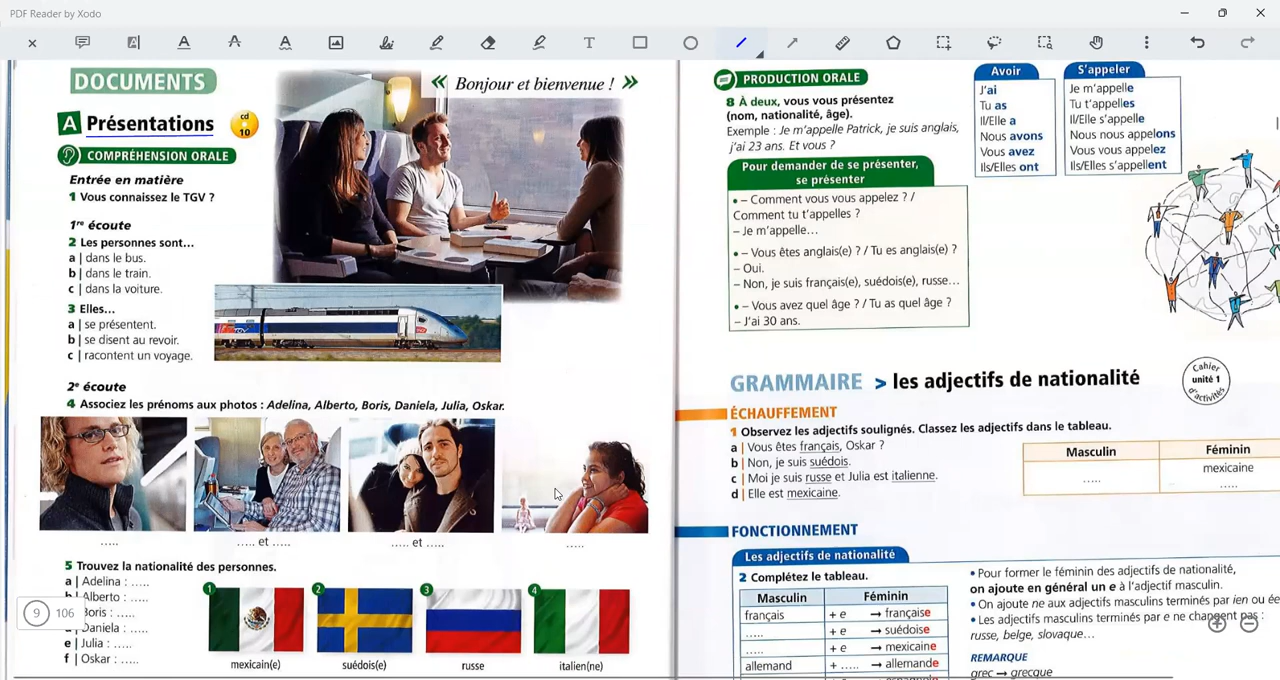 PDF Reader by Xodo
DOCUMENTS
« Bonjour et bienvenue ! »
A Présentations
cd
10
COMPRÉHENSION ORALE
Entrée en matière
1 Vous connaissez le TGV ?
1re écoute
2 Les personnes sont...
a | dans le bus.
b | dans le train.
c | dans la voiture.
3 Elles...
a | se présentent.
b | se disent au revoir.
c | racontent un voyage.
TGV
2e écoute
4 Associez les prénoms aux photos : Adelina, Alberto, Boris, Daniela, Julia, Oskar.
.....
..... et .....
..... et .....
.....
5 Trouvez la nationalité des personnes.
a | Adelina : .....
b | Alberto : .....
Boris : .....
Daniela : .....
e | Julia : .....
f | Oskar : .....
9 106
1
mexicain(e)
2
suédois(e)
3
russe
4
italien(ne)
PRODUCTION ORALE
8 À deux, vous vous présentez
(nom, nationalité, âge).
Exemple : Je m'appelle Patrick, je suis anglais,
j'ai 23 ans. Et vous ?
Pour demander de se présenter,
se présenter
• – Comment vous vous appelez ? /
Comment tu t'appelles ?
– Je m'appelle...
• – Vous êtes anglais(e) ? / Tu es anglais(e) ?
– Oui.
– Non, je suis français(e), suédois(e), russe...
• – Vous avez quel âge ? / Tu as quel âge ?
– J'ai 30 ans.
Avoir
J'ai
Tu as
Il/Elle a
Nous avons
Vous avez
Ils/Elles ont
S'appeler
Je m'appelle
Tu t'appelles
Il/Elle s'appelle
Nous nous appelons
Vous vous appelez
Ils/Elles s'appellent
GRAMMAIRE > les adjectifs de nationalité
Cahier
unité 1
d'activités
ÉCHAUFFEMENT
1 Observez les adjectifs soulignés. Classez les adjectifs dans le tableau.
a | Vous êtes français, Oskar ?
b | Non, je suis suédois.
c | Moi je suis russe et Julia est italienne.
d | Elle est mexicaine.
Masculin Féminin
..... mexicaine
.....
FONCTIONNEMENT
Les adjectifs de nationalité
2 Complétez le tableau.
Masculin Féminin
français + e → française
..... + e → suédoise
..... + e → mexicaine
allemand + ..... → allemande
• Pour former le féminin des adjectifs de nationalité,
on ajoute en général un e à l'adjectif masculin.
• On ajoute ne aux adjectifs masculins terminés par ien ou ée
• Les adjectifs masculins terminés par e ne changent pas :
russe, belge, slovaque...
REMARQUE
grec → grecque